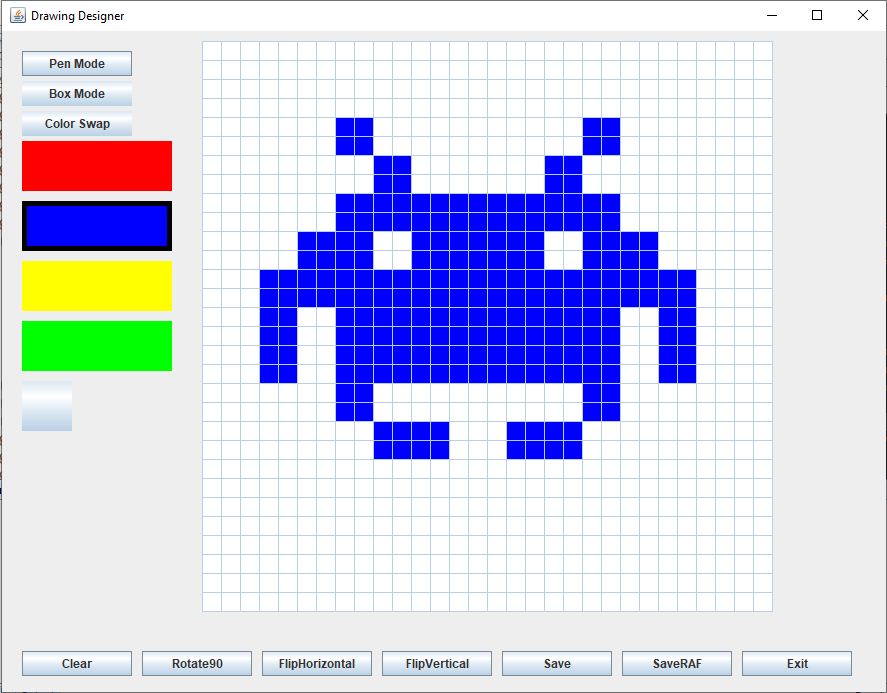 Drawing Designer
Pen Mode
Box Mode
Color Swap
Clear Rotate90 FlipHorizontal FlipVertical Save SaveRAF Exit